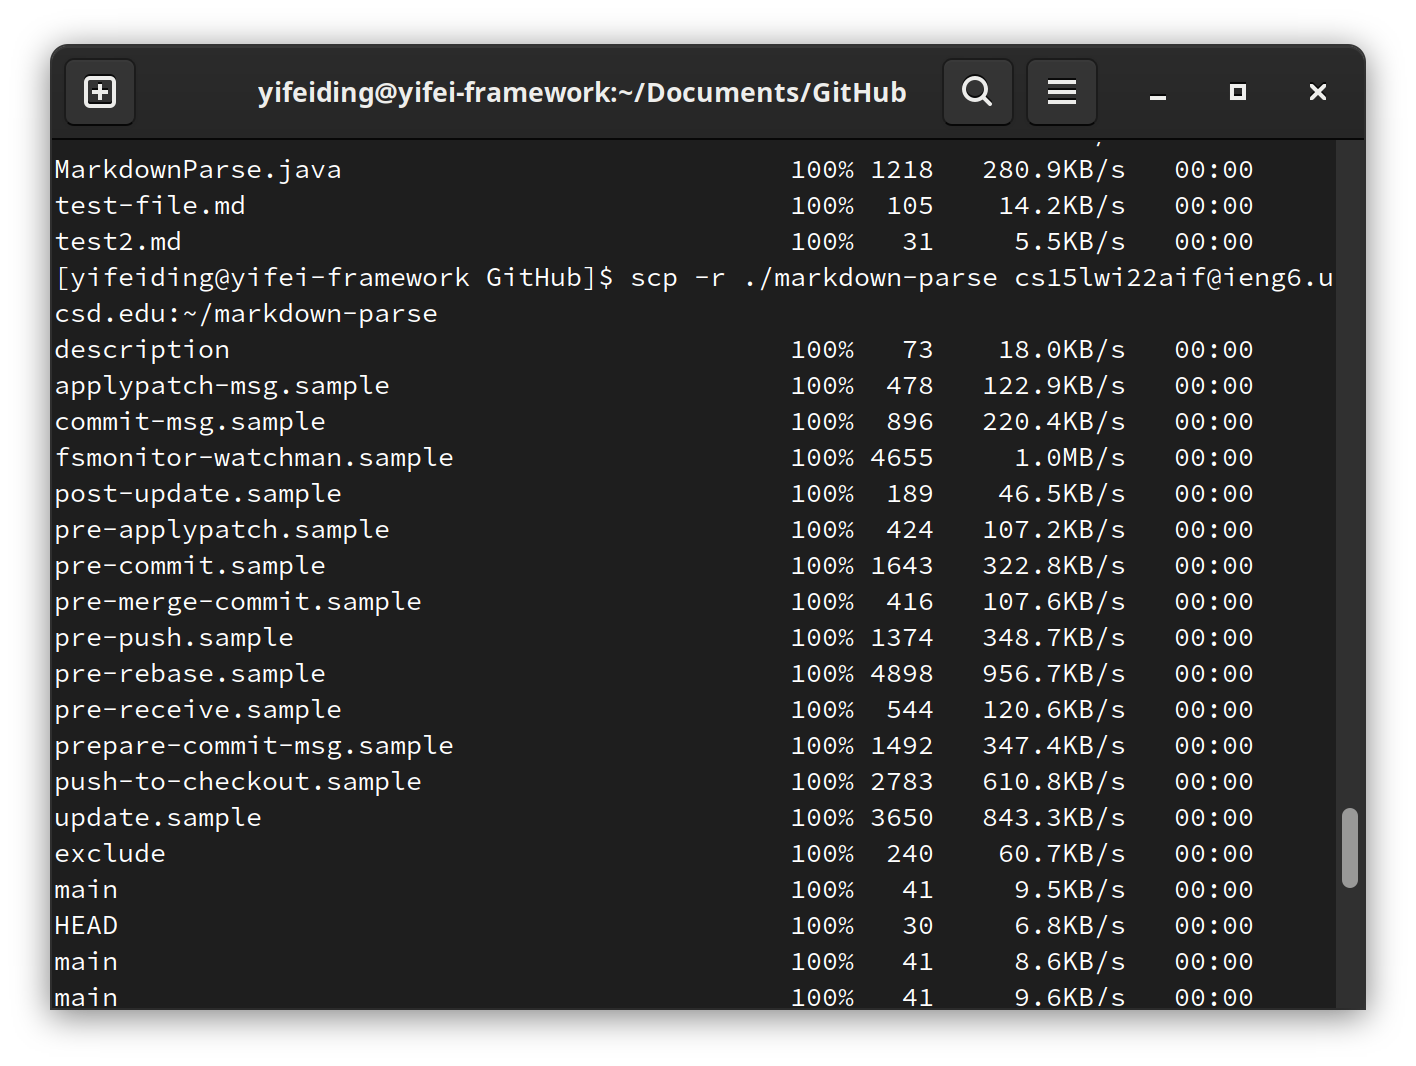 yifeiding@yifei-framework:~/Documents/GitHub
MarkdownParse.java 100% 1218 280.9KB/s 00:00
test-file.md 100% 105 14.2KB/s 00:00
test2.md 100% 31 5.5KB/s 00:00
[yifeiding@yifei-framework GitHub]$ scp -r ./markdown-parse cs15lwi22aif@ieng6.u
csd.edu:~/markdown-parse
description 100% 73 18.0KB/s 00:00
applypatch-msg.sample 100% 478 122.9KB/s 00:00
commit-msg.sample 100% 896 220.4KB/s 00:00
fsmonitor-watchman.sample 100% 4655 1.0MB/s 00:00
post-update.sample 100% 189 46.5KB/s 00:00
pre-applypatch.sample 100% 424 107.2KB/s 00:00
pre-commit.sample 100% 1643 322.8KB/s 00:00
pre-merge-commit.sample 100% 416 107.6KB/s 00:00
pre-push.sample 100% 1374 348.7KB/s 00:00
pre-rebase.sample 100% 4898 956.7KB/s 00:00
pre-receive.sample 100% 544 120.6KB/s 00:00
prepare-commit-msg.sample 100% 1492 347.4KB/s 00:00
push-to-checkout.sample 100% 2783 610.8KB/s 00:00
update.sample 100% 3650 843.3KB/s 00:00
exclude 100% 240 60.7KB/s 00:00
main 100% 41 9.5KB/s 00:00
HEAD 100% 30 6.8KB/s 00:00
main 100% 41 8.6KB/s 00:00
main 100% 41 9.6KB/s 00:00